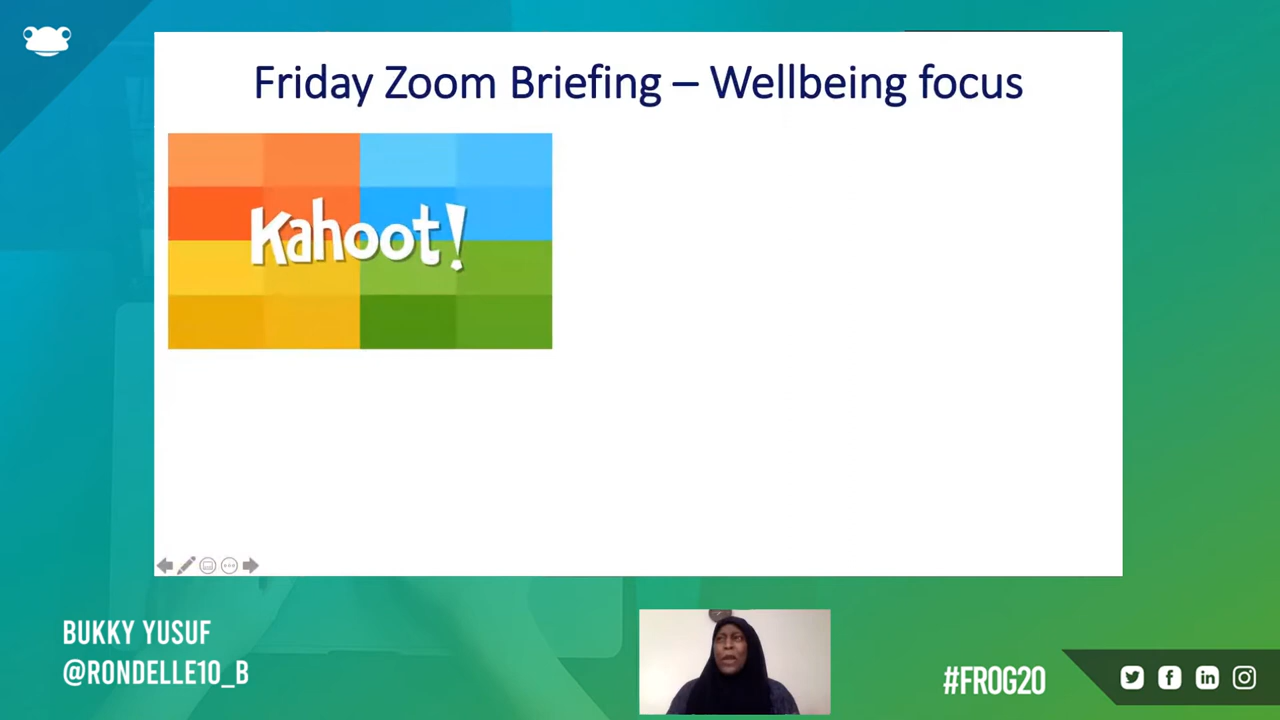 Friday Zoom Briefing – Wellbeing focus
Kahoot!
BUKKY YUSUF
@RONDELLE10_B
#FROG20